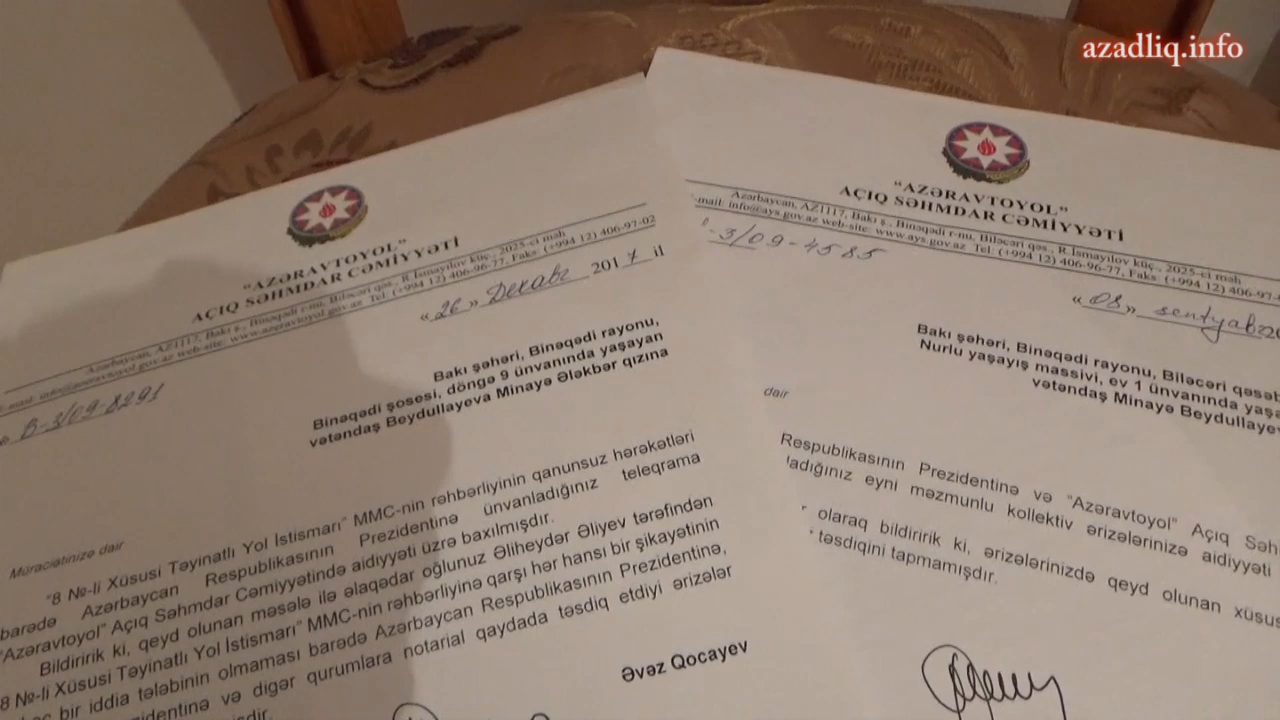 azadliq.info
"AZƏRAVTOYOL"
AÇIQ SƏHMDAR CƏMİYYƏTİ
Azərbaycan, AZ1117, Bakı ş., Binəqədi r-nu, Biləcəri qəs., R.İsmayılov küç., 2025-ci məh
E-mail: info@azeravtoyol.gov.az web-site: www.azeravtoyol.gov.az Tel: (+994 12) 406-96-77, Faks: (+994 12) 406-97-02
B-3/09-8291
«26» Декабр 2017 il
Bakı şəhəri, Binəqədi rayonu,
Binəqədi şosesi, döngə 9 ünvanında yaşayan
vətəndaş Beydullayeva Minayə Ələkbər qızına
Müraciətinizə dair
"8 №-li Xüsusi Təyinatlı Yol İstismarı" MMC-nin rəhbərliyinin qanunsuz hərəkətləri
barədə Azərbaycan Respublikasının Prezidentinə ünvanladığınız teleqrama
"Azəravtoyol" Açıq Səhmdar Cəmiyyətində aidiyyəti üzrə baxılmışdır.
Bildiririk ki, qeyd olunan məsələ ilə əlaqədar oğlunuz Əliheydər Əliyev tərəfindən
8 №-li Xüsusi Təyinatlı Yol İstismarı" MMC-nin rəhbərliyinə qarşı hər hansı bir şikayətinin
bir iddia tələbinin olmaması barədə Azərbaycan Respublikasının Prezidentinə,
və digər qurumlara notarial qaydada təsdiq etdiyi ərizələr
Əvəz Qocayev
"AZƏRAVTOYOL"
AÇIQ SƏHMDAR CƏMİYYƏTİ
Azərbaycan, AZ1117, Bakı ş., Binəqədi r-nu, Biləcəri qəs., R.İsmayılov küç., 2025-ci məh
-mail: info@ays.gov.az web-site: www.ays.gov.az Tel: (+994 12) 406-96-77, Faks: (+994 12) 406-97-
-3/09-4585
«08» sentyabr 20
Bakı şəhəri, Binəqədi rayonu, Biləcəri qəsəb
Nurlu yaşayış massivi, ev 1 ünvanında yaşa
vətəndaş Minayə Beydullayev
dair
Respublikasının Prezidentinə və "Azəravtoyol" Açıq Səh
ladığınız eyni məzmunlu kollektiv ərizələrinizə aidiyyəti
olaraq bildiririk ki, ərizələrinizdə qeyd olunan xüsus
təsdiqini tapmamışdır.